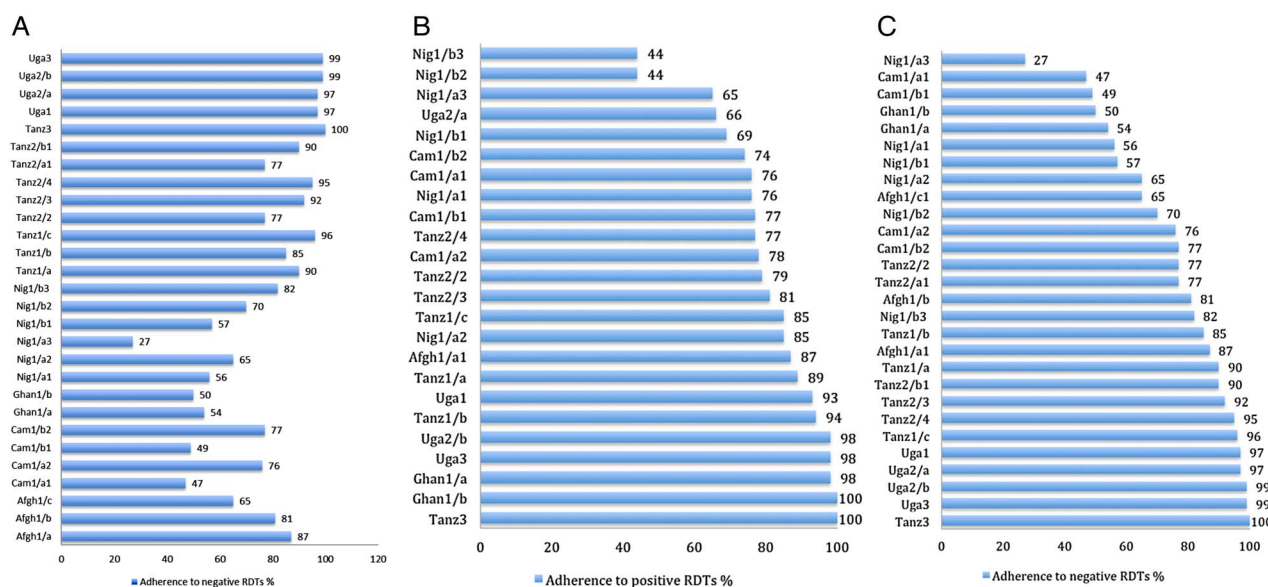 A
Uga3 99
Uga2/b 99
Uga2/a 97
Uga1 97
Tanz3 100
Tanz2/b1 90
Tanz2/a1 77
Tanz2/4 95
Tanz2/3 92
Tanz2/2 77
Tanz1/c 96
Tanz1/b 85
Tanz1/a 90
Nig1/b3 82
Nig1/b2 70
Nig1/b1 57
Nig1/a3 27
Nig1/a2 65
Nig1/a1 56
Ghan1/b 50
Ghan1/a 54
Cam1/b2 77
Cam1/b1 49
Cam1/a2 76
Cam1/a1 47
Afgh1/c 65
Afgh1/b 81
Afgh1/a 87
0 20 40 60 80 100 120
Adherence to negative RDTs %
B
Nig1/b3 44
Nig1/b2 44
Nig1/a3 65
Uga2/a 66
Nig1/b1 69
Cam1/b2 74
Cam1/a1 76
Nig1/a1 76
Cam1/b1 77
Tanz2/4 77
Cam1/a2 78
Tanz2/2 79
Tanz2/3 81
Tanz1/c 85
Nig1/a2 85
Afgh1/a1 87
Tanz1/a 89
Uga1 93
Tanz1/b 94
Uga2/b 98
Uga3 98
Ghan1/a 98
Ghan1/b 100
Tanz3 100
0 20 40 60 80 100
Adherence to positive RDTs %
C
Nig1/a3 27
Cam1/a1 47
Cam1/b1 49
Ghan1/b 50
Ghan1/a 54
Nig1/a1 56
Nig1/b1 57
Nig1/a2 65
Afgh1/c1 65
Nig1/b2 70
Cam1/a2 76
Cam1/b2 77
Tanz2/2 77
Tanz2/a1 77
Afgh1/b 81
Nig1/b3 82
Tanz1/b 85
Afgh1/a1 87
Tanz1/a 90
Tanz2/b1 90
Tanz2/3 92
Tanz2/4 95
Tanz1/c 96
Uga1 97
Uga2/a 97
Uga2/b 99
Uga3 99
Tanz3 100
0 20 40 60 80 100
Adherence to negative RDTs %